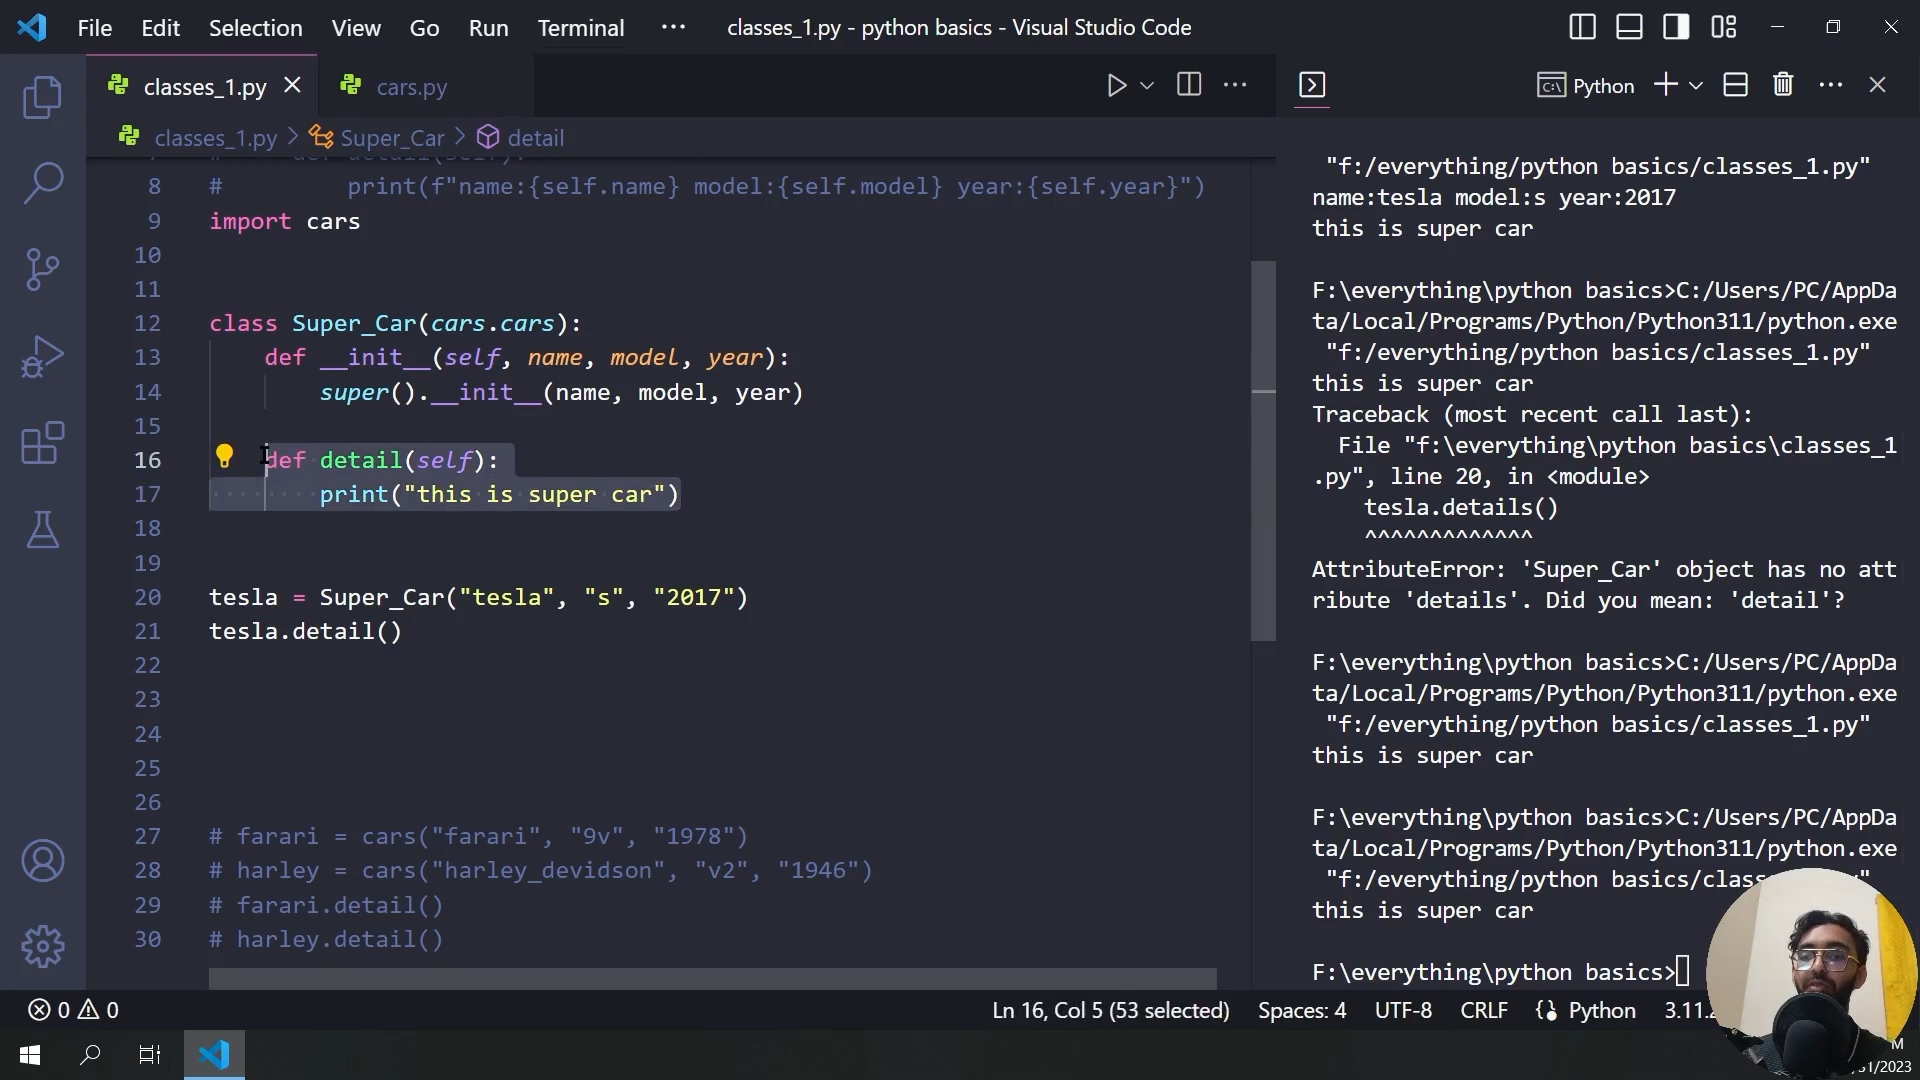 File Edit Selection View Go Run Terminal ··· classes_1.py - python basics - Visual Studio Code
classes_1.py cars.py
Python
classes_1.py > Super_Car > detail
8 # print(f"name:{self.name} model:{self.model} year:{self.year}")
9 import cars
10
11
12 class Super_Car(cars.cars):
13 def __init__(self, name, model, year):
14 super().__init__(name, model, year)
15
16 def detail(self):
17 print("this is super car")
18
19
20 tesla = Super_Car("tesla", "s", "2017")
21 tesla.detail()
22
23
24
25
26
27 # farari = cars("farari", "9v", "1978")
28 # harley = cars("harley_devidson", "v2", "1946")
29 # farari.detail()
30 # harley.detail()
"f:/everything/python basics/classes_1.py"
name:tesla model:s year:2017
this is super car
F:\everything\python basics>C:/Users/PC/AppDa
ta/Local/Programs/Python/Python311/python.exe
"f:/everything/python basics/classes_1.py"
this is super car
Traceback (most recent call last):
File "f:\everything\python basics\classes_1
.py", line 20, in <module>
tesla.details()
^^^^^^^^^^^^^
AttributeError: 'Super_Car' object has no att
ribute 'details'. Did you mean: 'detail'?
F:\everything\python basics>C:/Users/PC/AppDa
ta/Local/Programs/Python/Python311/python.exe
"f:/everything/python basics/classes_1.py"
this is super car
F:\everything\python basics>C:/Users/PC/AppDa
ta/Local/Programs/Python/Python311/python.exe
"f:/everything/python basics/clas
this is super car
F:\everything\python basics>
0 0 Ln 16, Col 5 (53 selected) Spaces: 4 UTF-8 CRLF Python 3.11.
M
31/2023